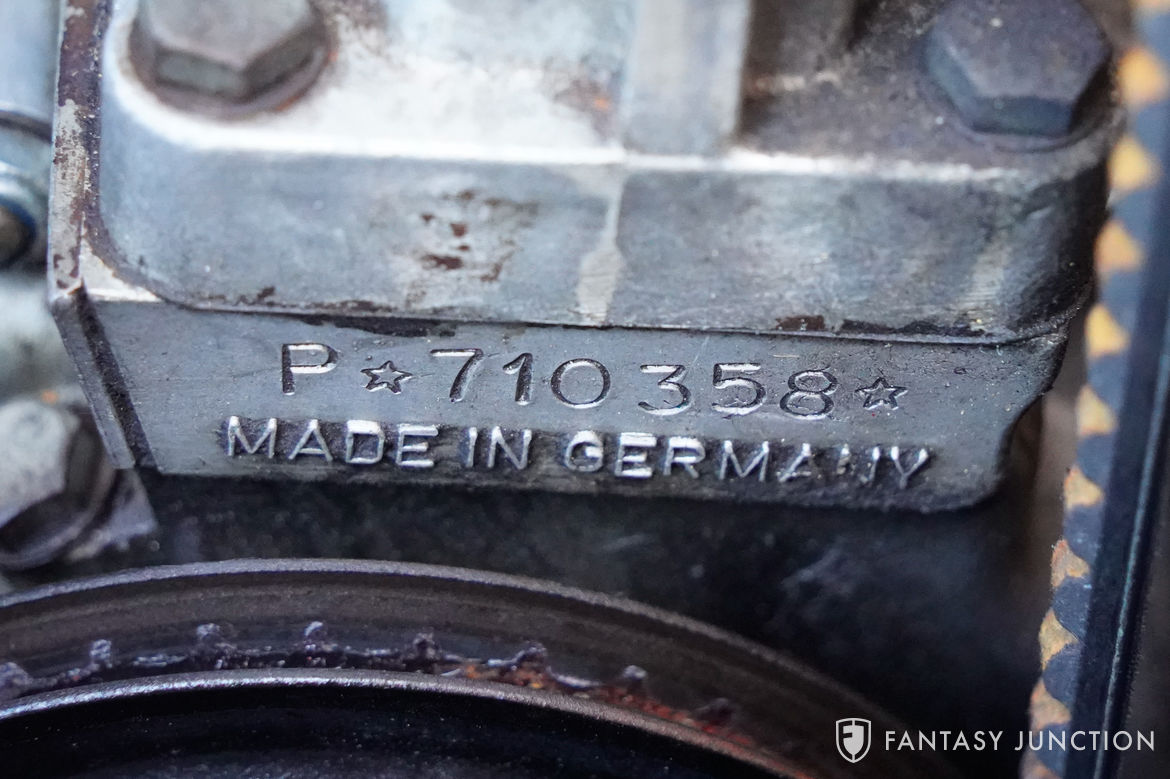 P☆710358☆
MADE IN GERMANY
FANTASY JUNCTION